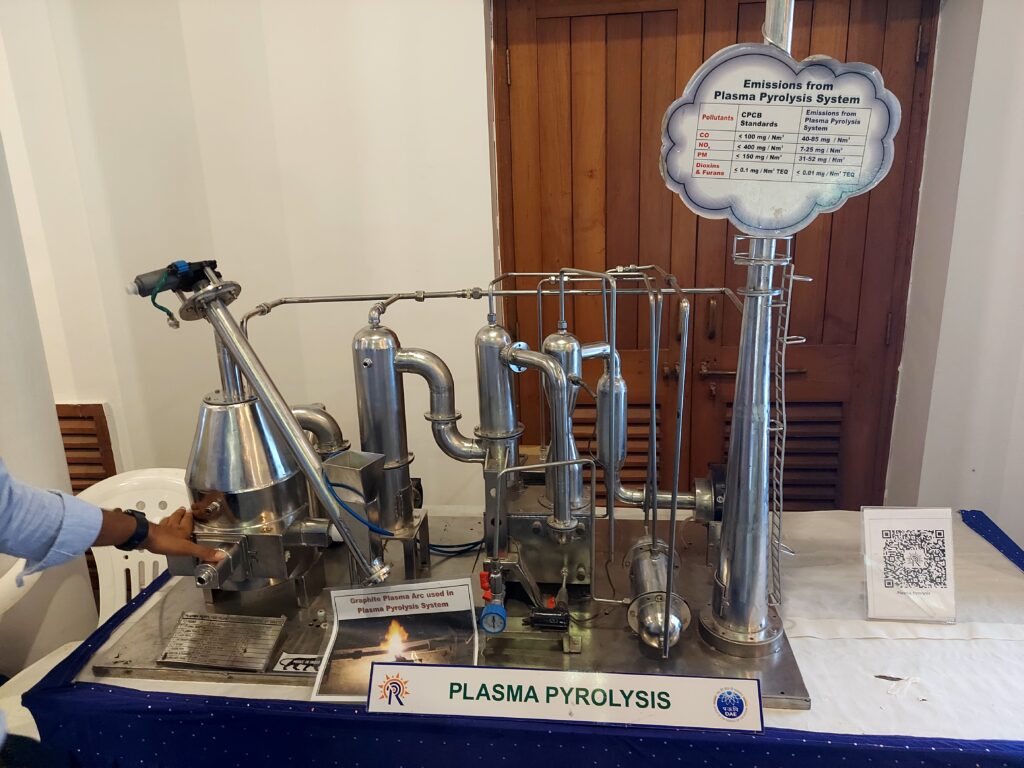 Emissions from
Plasma Pyrolysis System
Pollutants
CPCB
Standards
Emissions from
Plasma Pyrolysis
System
CO
≤ 100 mg / Nm³
40-85 mg / Nm³
NOx
≤ 400 mg / Nm³
7-25 mg / Nm³
PM
≤ 150 mg / Nm³
31-52 mg / Nm³
Dioxins
& Furans
≤ 0.1 mg / Nm³ TEQ
< 0.01 mg / Nm³ TEQ
Graphite Plasma Arc used in
Plasma Pyrolysis System
Plasma Pyrolysis
PLASMA PYROLYSIS
DAE